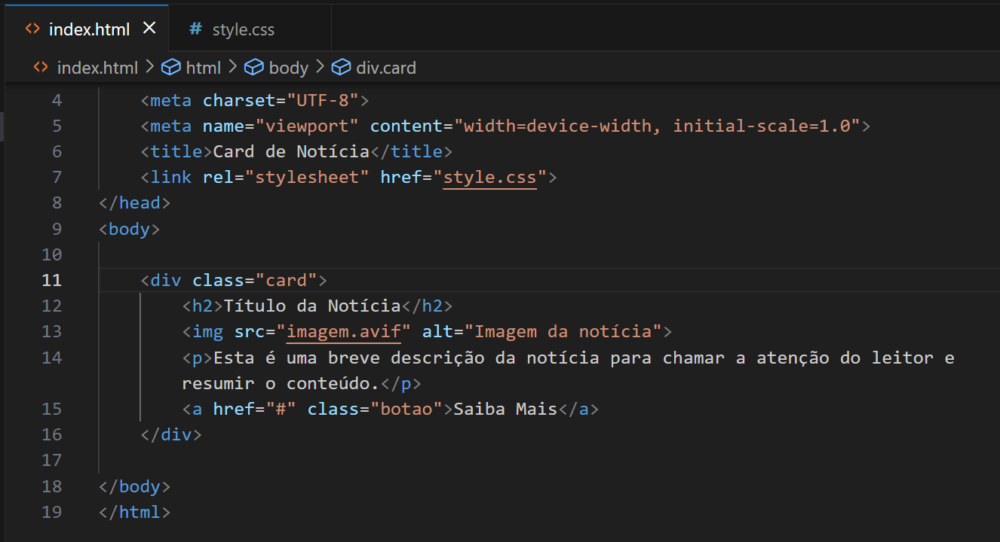 index.html
# style.css
index.html > html > body > div.card
4 <meta charset="UTF-8">
5 <meta name="viewport" content="width=device-width, initial-scale=1.0">
6 <title>Card de Notícia</title>
7 <link rel="stylesheet" href="style.css">
8 </head>
9 <body>
10
11 <div class="card">
12 <h2>Título da Notícia</h2>
13 <img src="imagem.avif" alt="Imagem da notícia">
14 <p>Esta é uma breve descrição da notícia para chamar a atenção do leitor e
resumir o conteúdo.</p>
15 <a href="#" class="botao">Saiba Mais</a>
16 </div>
17
18 </body>
19 </html>